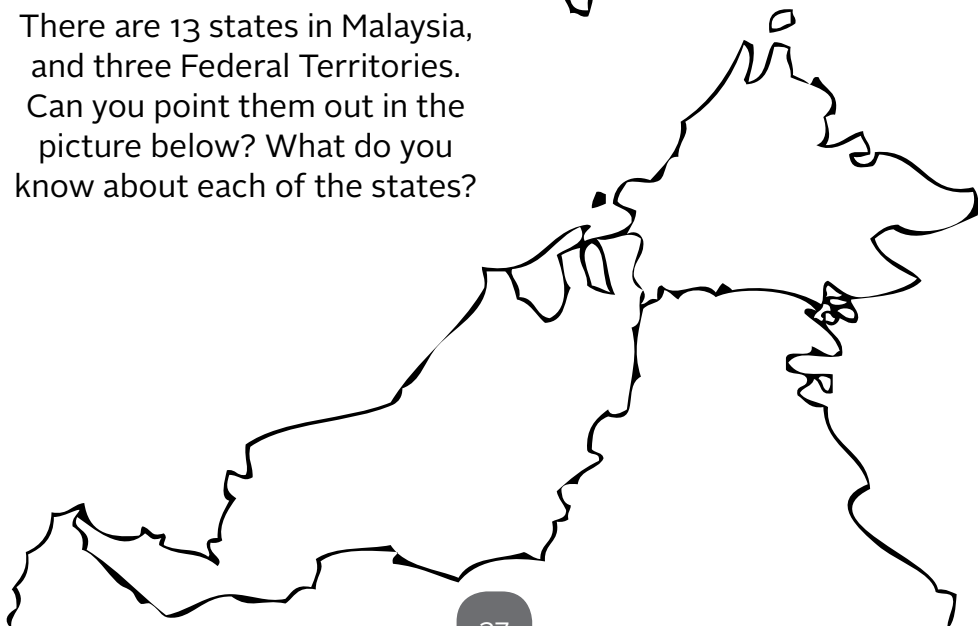 There are 13 states in Malaysia,
and three Federal Territories.
Can you point them out in the
picture below? What do you
know about each of the states?